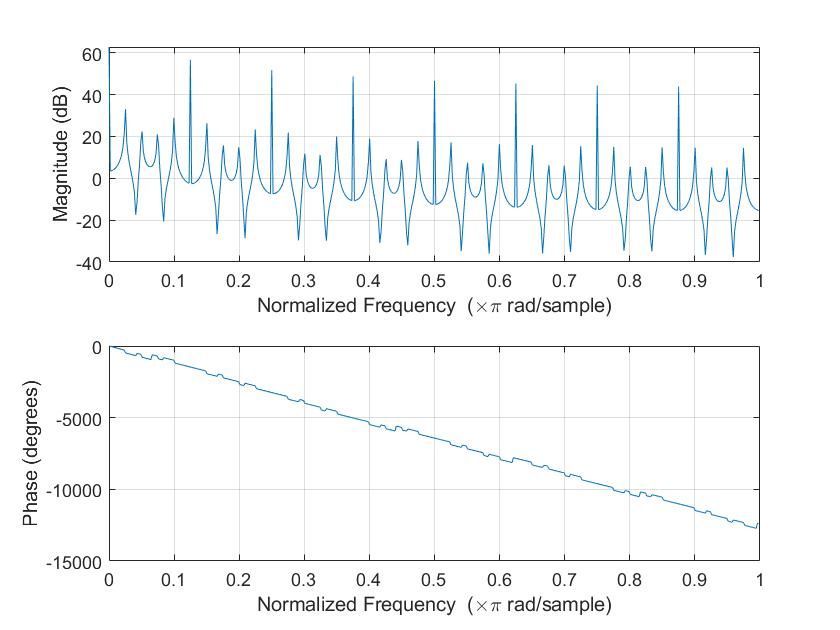 60
40
20
0
-20
-40
Magnitude (dB)
0 0.1 0.2 0.3 0.4 0.5 0.6 0.7 0.8 0.9 1
Normalized Frequency (×π rad/sample)
0
-5000
-10000
-15000
Phase (degrees)
0 0.1 0.2 0.3 0.4 0.5 0.6 0.7 0.8 0.9 1
Normalized Frequency (×π rad/sample)